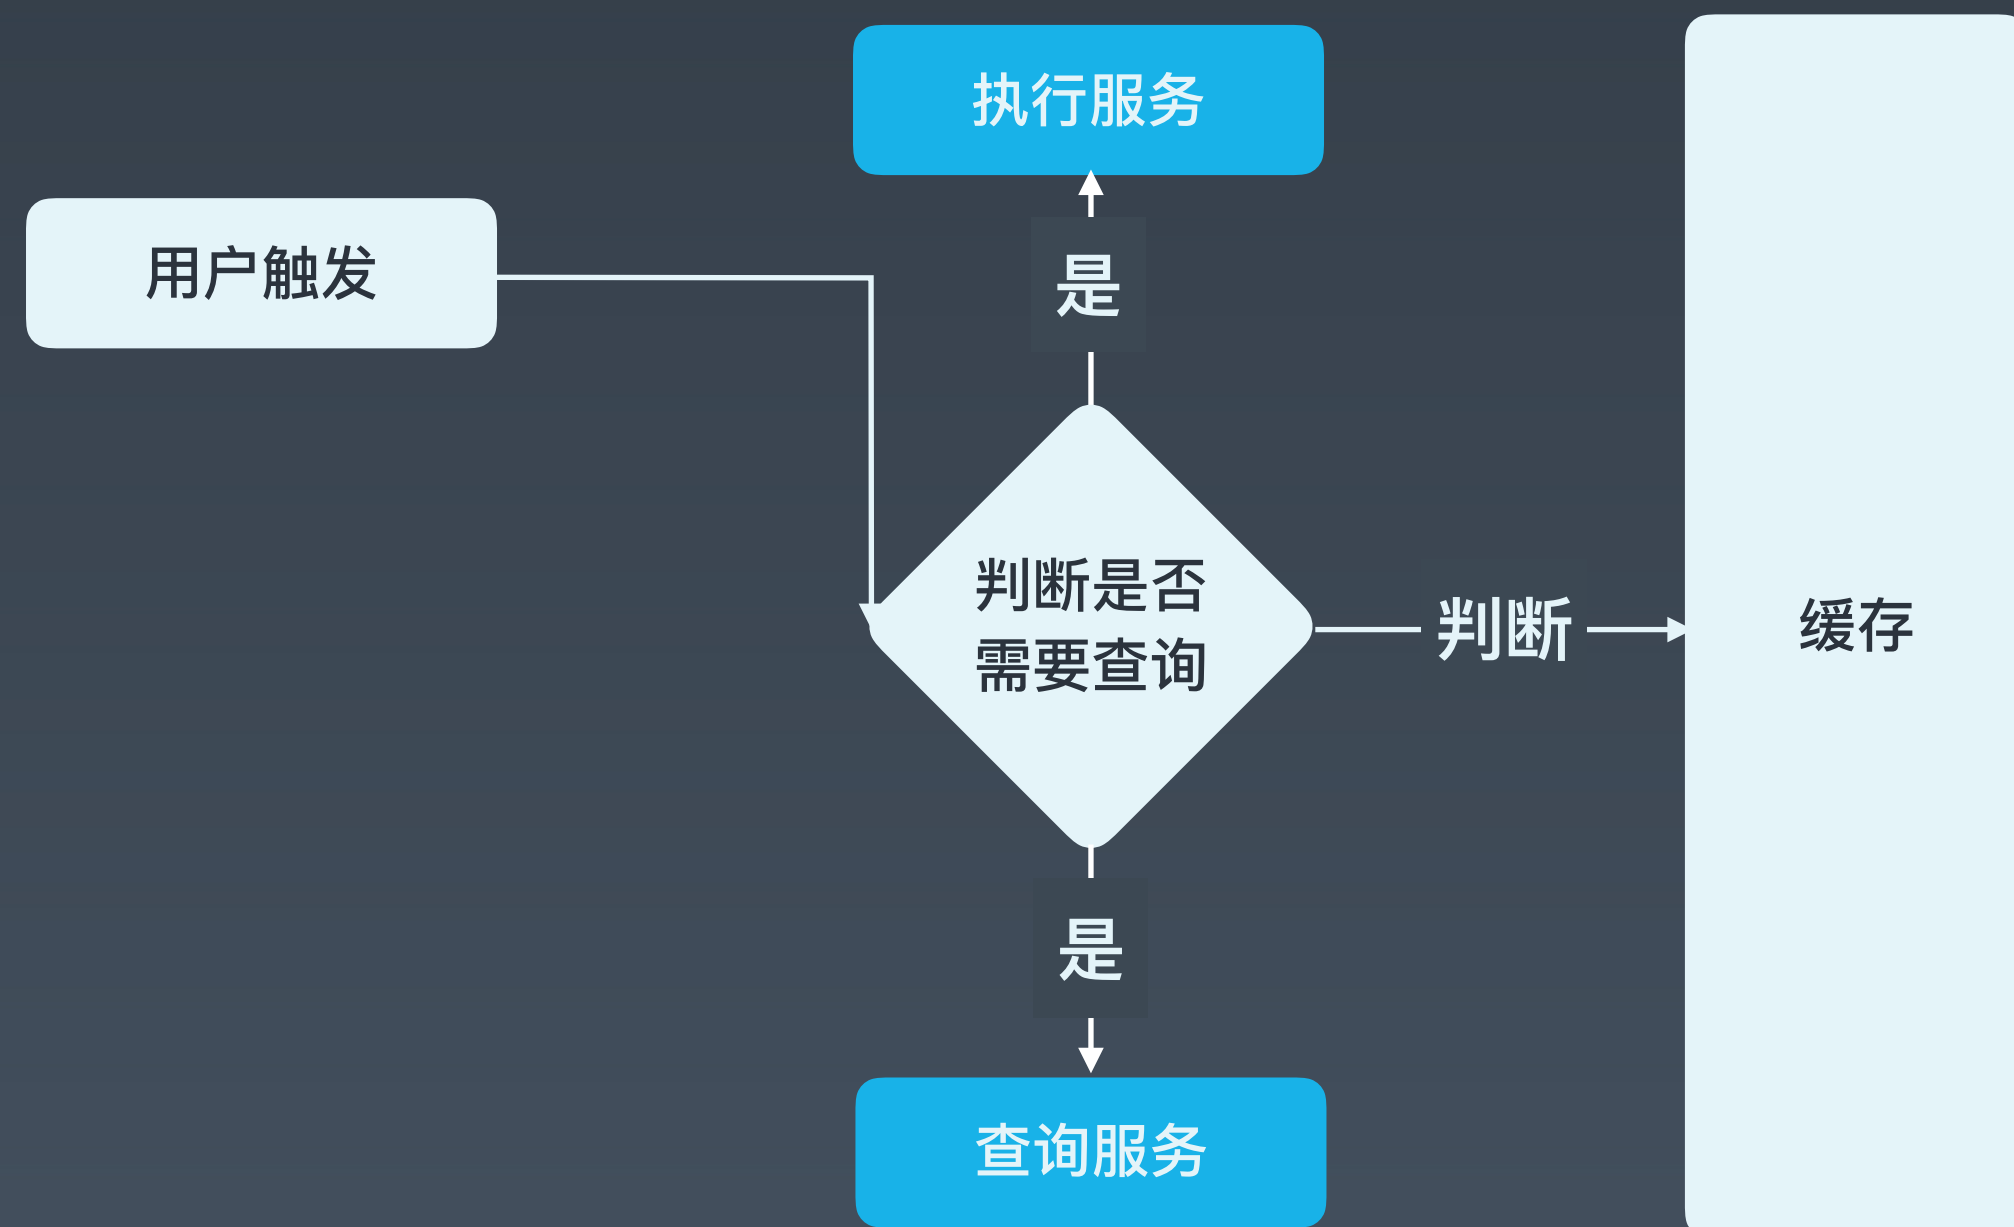 执行服务
用户触发
是
判断是否
需要查询
判断
缓存
是
查询服务